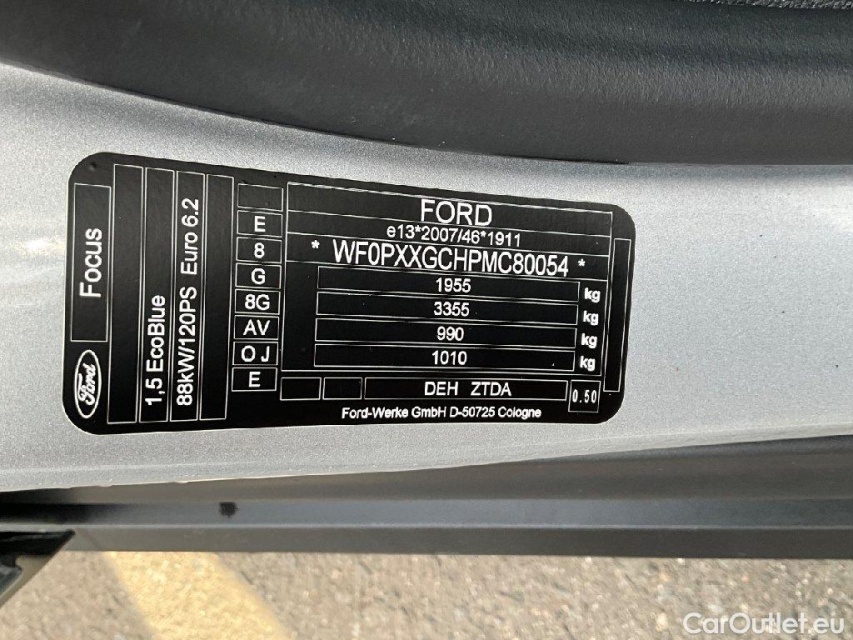 FORD
e13*2007/46*1911
* WF0PXXGCHPMC80054 *
1955 kg
3355 kg
990 kg
1010 kg
DEH ZTDA
0.50
Ford-Werke GmbH D-50725 Cologne
E
8
G
8G
AV
OJ
E
Focus
Ford
1,5 EcoBlue
88kW/120PS Euro 6.2
CarOutlet.eu